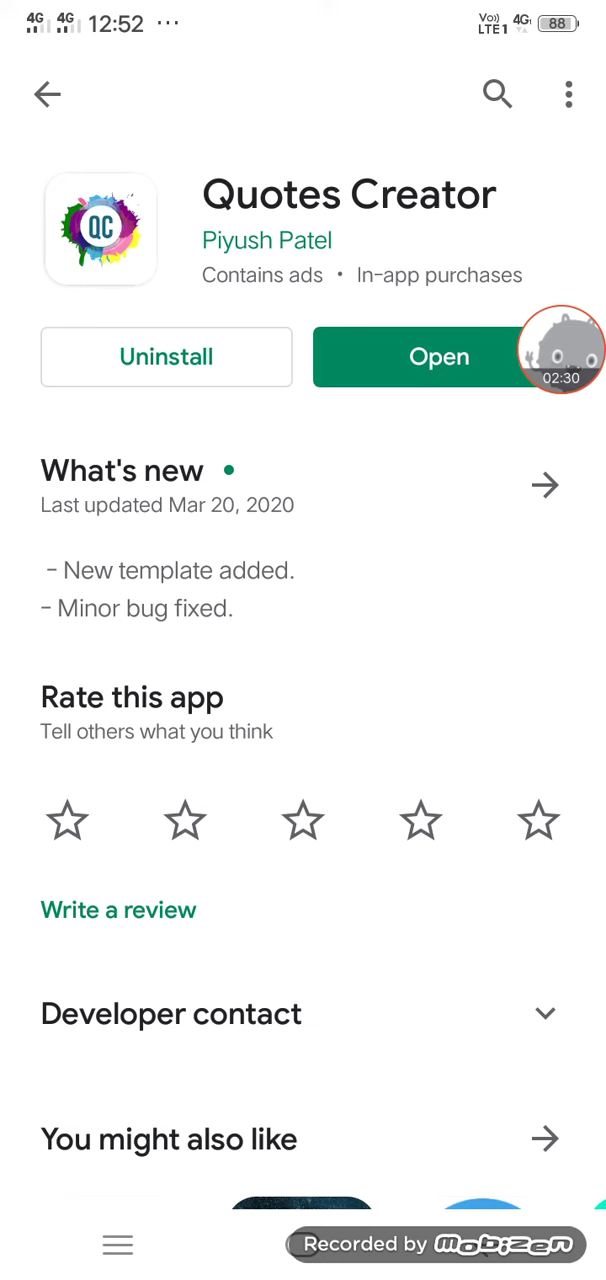 4G 4G 12:52 ... Vo)) LTE1 4G 88
Quotes Creator
QC
Piyush Patel
Contains ads • In-app purchases
Uninstall
Open
02:30
What's new
Last updated Mar 20, 2020
- New template added.
- Minor bug fixed.
Rate this app
Tell others what you think
Write a review
Developer contact
You might also like
Recorded by mobizen